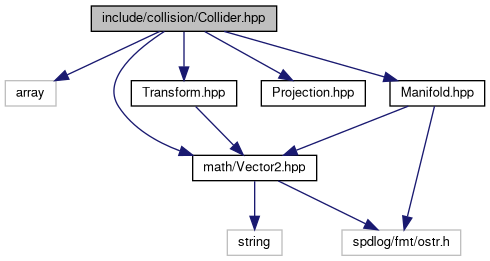 include/collision/Collider.hpp
array
Transform.hpp
Projection.hpp
Manifold.hpp
math/Vector2.hpp
string
spdlog/fmt/ostr.h